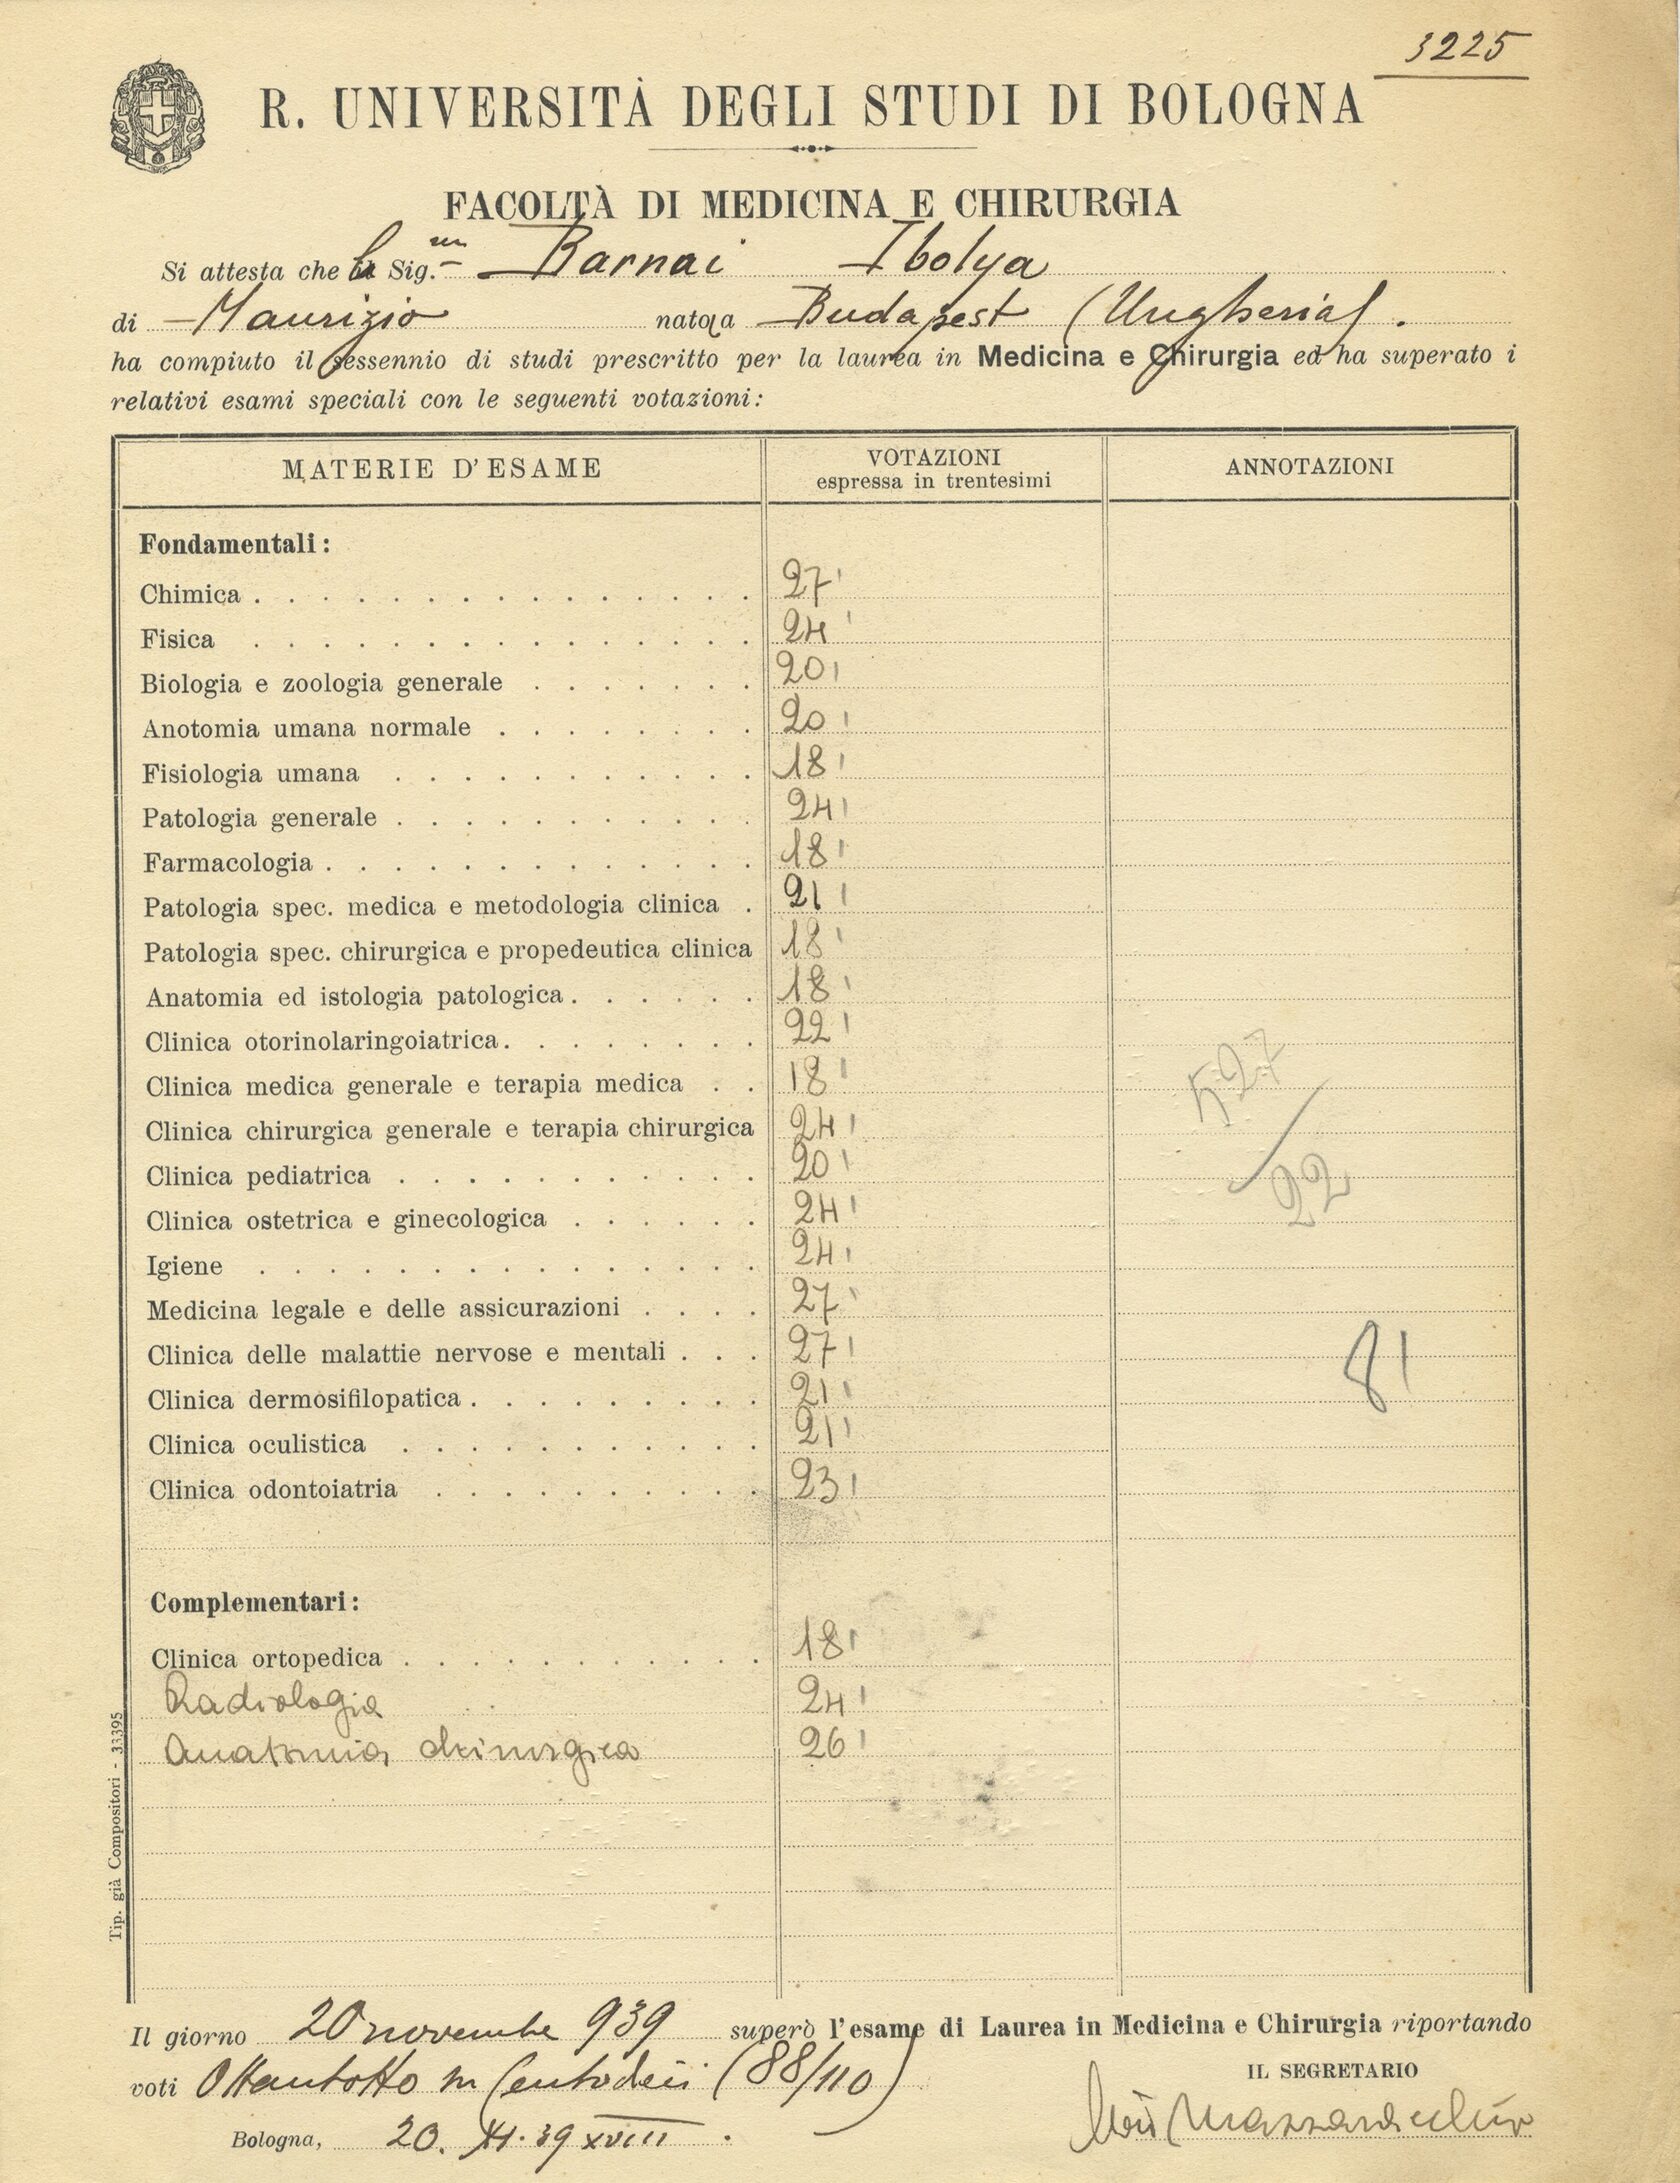 3225
R. UNIVERSITÀ DEGLI STUDI DI BOLOGNA
FACOLTÀ DI MEDICINA E CHIRURGIA
Si attesta che la Sig.na Barnai Ibolya
di Maurizio nato a Budapest (Ungheria).
ha compiuto il sessennio di studi prescritto per la laurea in Medicina e Chirurgia ed ha superato i
relativi esami speciali con le seguenti votazioni:
MATERIE D'ESAME VOTAZIONI espressa in trentesimi ANNOTAZIONI
Fondamentali:
Chimica 27
Fisica 24
Biologia e zoologia generale 20
Anotomia umana normale 20
Fisiologia umana 18
Patologia generale 24
Farmacologia 18
Patologia spec. medica e metodologia clinica 21
Patologia spec. chirurgica e propedeutica clinica 18
Anatomia ed istologia patologica 18
Clinica otorinolaringoiatrica 22
Clinica medica generale e terapia medica 18 527
Clinica chirurgica generale e terapia chirurgica 24
Clinica pediatrica 20 / 22
Clinica ostetrica e ginecologica 24
Igiene 24
Medicina legale e delle assicurazioni 27
Clinica delle malattie nervose e mentali 27 81
Clinica dermosifilopatica 21
Clinica oculistica 21
Clinica odontoiatria 23
Complementari:
Clinica ortopedica 18
Radiologia 24
Anatomia chirurgica 26
Tip. già Compositori - 33395
Il giorno 20 novembre 939 superò l'esame di Laurea in Medicina e Chirurgia riportando
voti Ottantotto su Centodieci (88/110)
IL SEGRETARIO
Bologna, 20. XI. 39 XVIII.